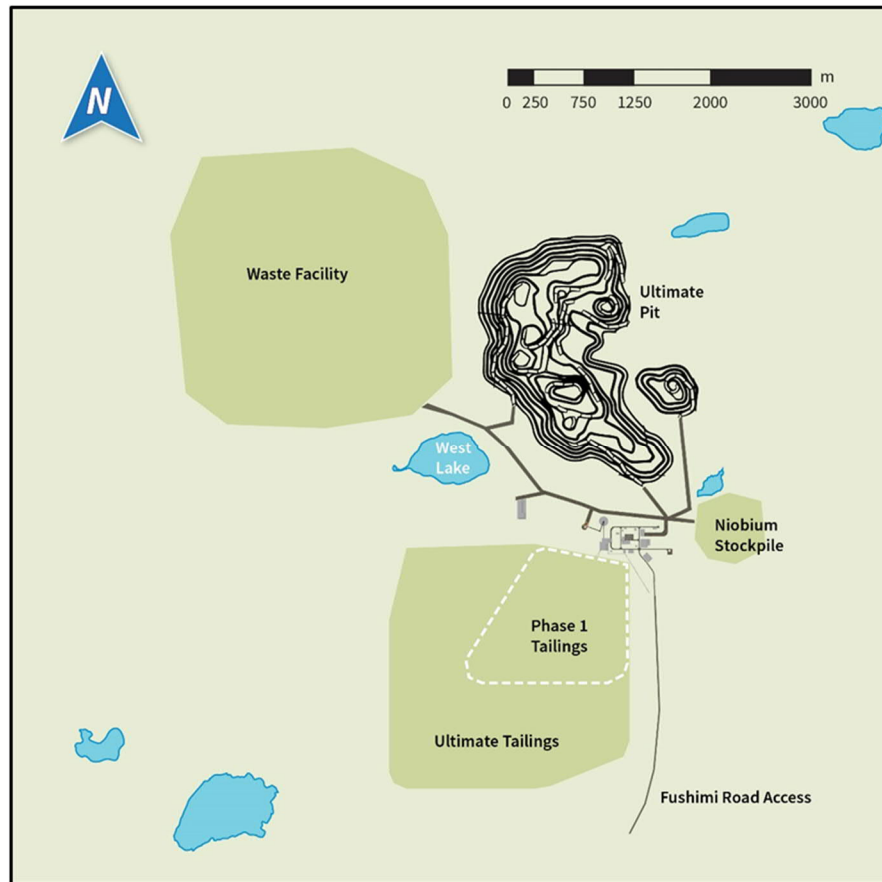 N
m
0 250 750 1250 2000 3000
Waste Facility
Ultimate
Pit
West
Lake
Niobium
Stockpile
Phase 1
Tailings
Ultimate Tailings
Fushimi Road Access